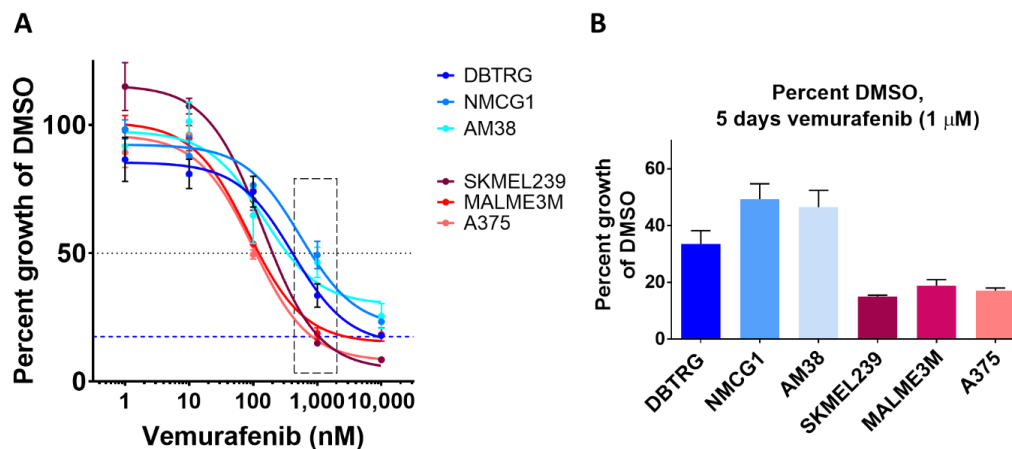 A
Percent growth of DMSO
100
50
0
1
10
100
1,000
10,000
Vemurafenib (nM)
DBTRG
NMCG1
AM38
SKMEL239
MALME3M
A375
B
Percent DMSO,
5 days vemurafenib (1 μM)
Percent growth
of DMSO
60
40
20
0
DBTRG
NMCG1
AM38
SKMEL239
MALME3M
A375